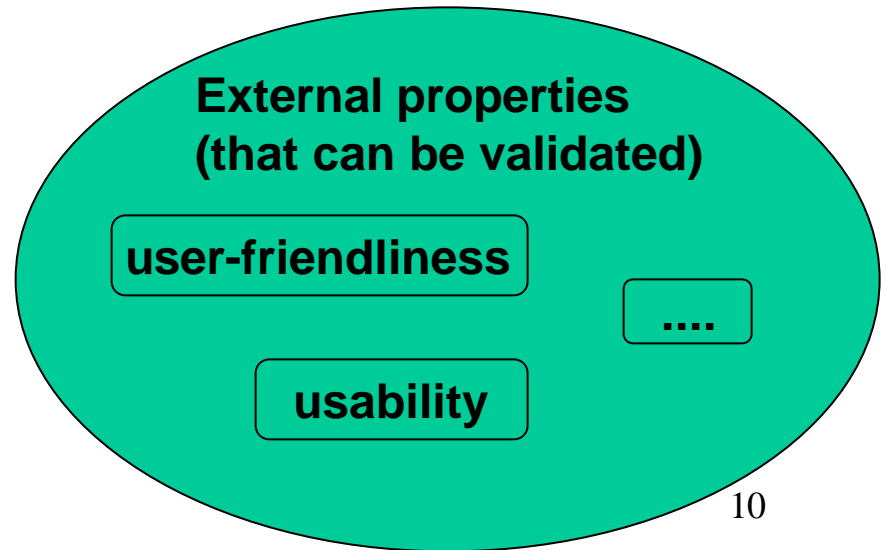 External properties
(that can be validated)
user-friendliness
....
usability
10